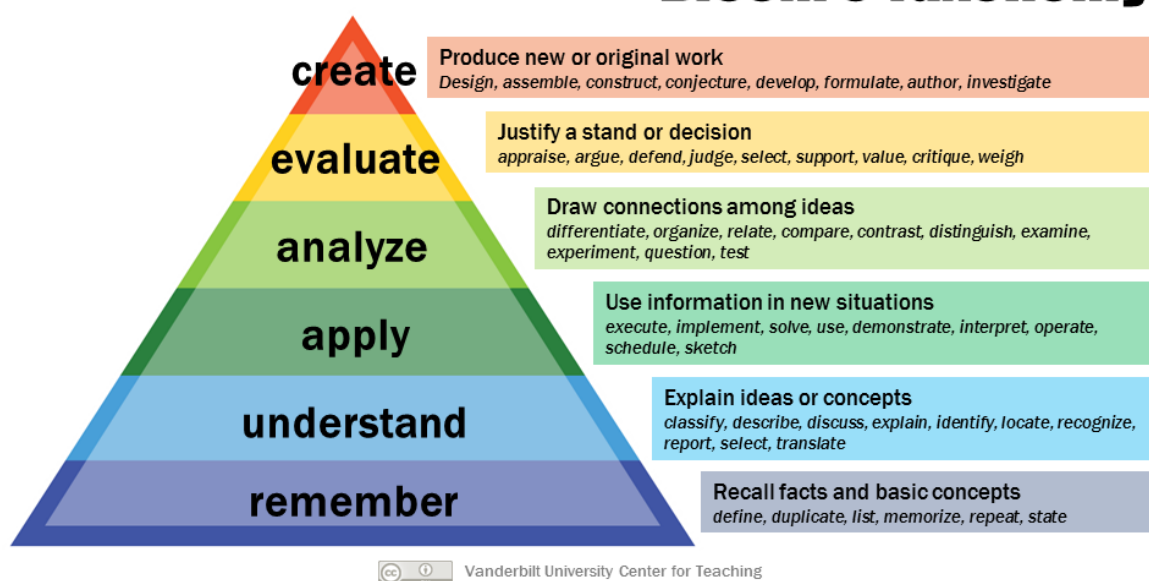 create
Produce new or original work
Design, assemble, construct, conjecture, develop, formulate, author, investigate
evaluate
Justify a stand or decision
appraise, argue, defend, judge, select, support, value, critique, weigh
analyze
Draw connections among ideas
differentiate, organize, relate, compare, contrast, distinguish, examine,
experiment, question, test
apply
Use information in new situations
execute, implement, solve, use, demonstrate, interpret, operate,
schedule, sketch
understand
Explain ideas or concepts
classify, describe, discuss, explain, identify, locate, recognize,
report, select, translate
remember
Recall facts and basic concepts
define, duplicate, list, memorize, repeat, state
cc
Vanderbilt University Center for Teaching